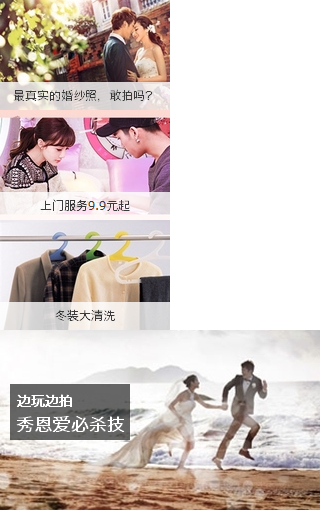 最真实的婚纱照，敢拍吗？
上门服务9.9元起
冬装大清洗
边玩边拍
秀恩爱必杀技